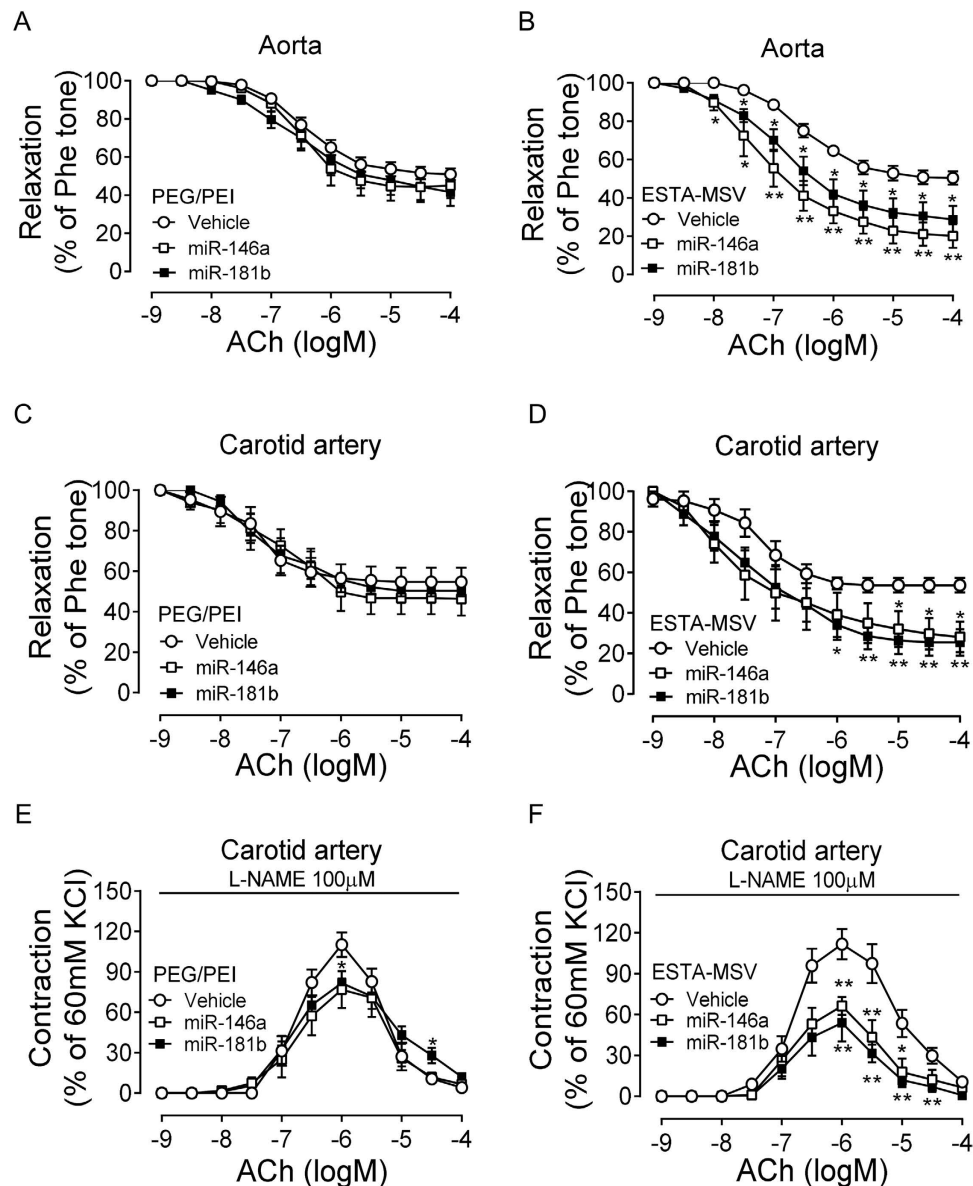 A
Aorta
Relaxation
(% of Phe tone)
100
80
60
40
20
0
PEG/PEI
Vehicle
miR-146a
miR-181b
-9 -8 -7 -6 -5 -4
ACh (logM)
B
Aorta
Relaxation
(% of Phe tone)
100
80
60
40
20
0
ESTA-MSV
Vehicle
miR-146a
miR-181b
* * * * * * * *
* * ** ** ** ** ** ** **
-9 -8 -7 -6 -5 -4
ACh (logM)
C
Carotid artery
Relaxation
(% of Phe tone)
100
80
60
40
20
0
PEG/PEI
Vehicle
miR-146a
miR-181b
-9 -8 -7 -6 -5 -4
ACh (logM)
D
Carotid artery
Relaxation
(% of Phe tone)
100
80
60
40
20
0
ESTA-MSV
Vehicle
miR-146a
miR-181b
* * *
* ** ** ** **
-9 -8 -7 -6 -5 -4
ACh (logM)
E
Carotid artery
L-NAME 100μM
Contraction
(% of 60mM KCl)
150
120
90
60
30
0
PEG/PEI
Vehicle
miR-146a
miR-181b
* *
-9 -8 -7 -6 -5 -4
ACh (logM)
F
Carotid artery
L-NAME 100μM
Contraction
(% of 60mM KCl)
150
120
90
60
30
0
ESTA-MSV
Vehicle
miR-146a
miR-181b
** ** *
** ** ** **
-9 -8 -7 -6 -5 -4
ACh (logM)